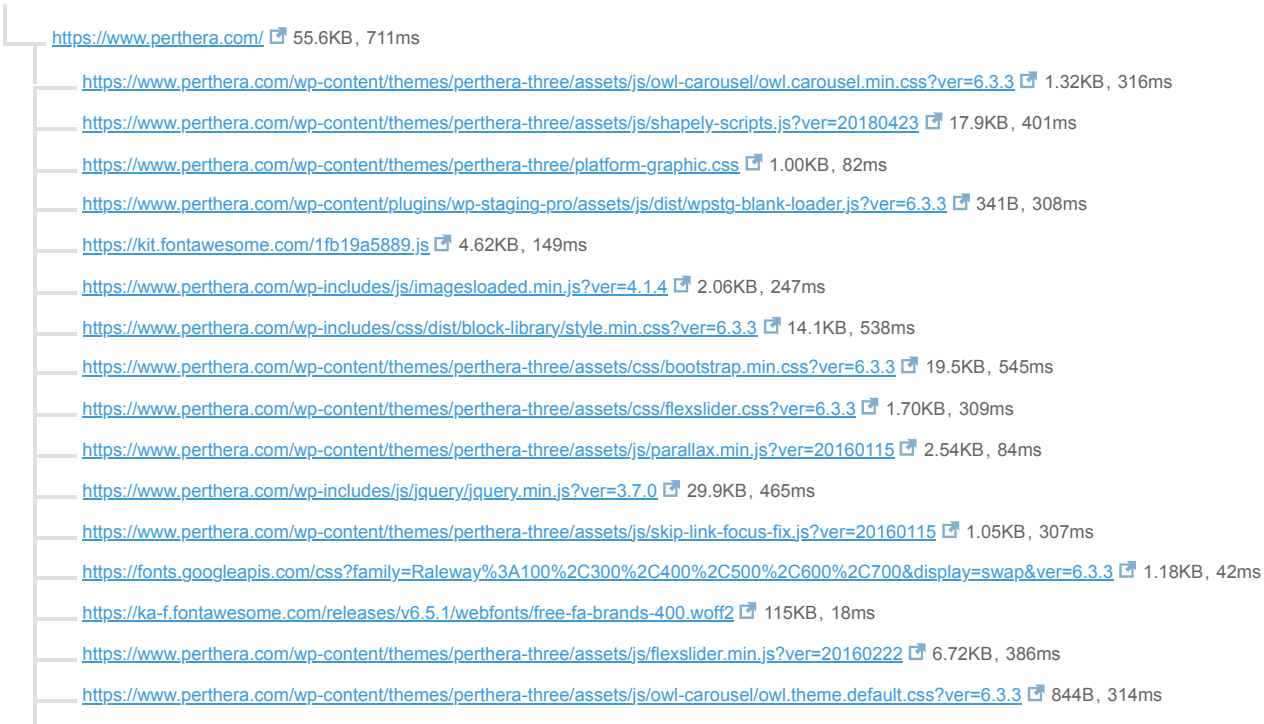 https://www.perthera.com/ 55.6KB, 711ms
https://www.perthera.com/wp-content/themes/perthera-three/assets/js/owl-carousel/owl.carousel.min.css?ver=6.3.3 1.32KB, 316ms
https://www.perthera.com/wp-content/themes/perthera-three/assets/js/shapely-scripts.js?ver=20180423 17.9KB, 401ms
https://www.perthera.com/wp-content/themes/perthera-three/platform-graphic.css 1.00KB, 82ms
https://www.perthera.com/wp-content/plugins/wp-staging-pro/assets/js/dist/wpstg-blank-loader.js?ver=6.3.3 341B, 308ms
https://kit.fontawesome.com/1fb19a5889.js 4.62KB, 149ms
https://www.perthera.com/wp-includes/js/imagesloaded.min.js?ver=4.1.4 2.06KB, 247ms
https://www.perthera.com/wp-includes/css/dist/block-library/style.min.css?ver=6.3.3 14.1KB, 538ms
https://www.perthera.com/wp-content/themes/perthera-three/assets/css/bootstrap.min.css?ver=6.3.3 19.5KB, 545ms
https://www.perthera.com/wp-content/themes/perthera-three/assets/css/flexslider.css?ver=6.3.3 1.70KB, 309ms
https://www.perthera.com/wp-content/themes/perthera-three/assets/js/parallax.min.js?ver=20160115 2.54KB, 84ms
https://www.perthera.com/wp-includes/js/jquery/jquery.min.js?ver=3.7.0 29.9KB, 465ms
https://www.perthera.com/wp-content/themes/perthera-three/assets/js/skip-link-focus-fix.js?ver=20160115 1.05KB, 307ms
https://fonts.googleapis.com/css?family=Raleway%3A100%2C300%2C400%2C500%2C600%2C700&display=swap&ver=6.3.3 1.18KB, 42ms
https://ka-f.fontawesome.com/releases/v6.5.1/webfonts/free-fa-brands-400.woff2 115KB, 18ms
https://www.perthera.com/wp-content/themes/perthera-three/assets/js/flexslider.min.js?ver=20160222 6.72KB, 386ms
https://www.perthera.com/wp-content/themes/perthera-three/assets/js/owl-carousel/owl.theme.default.css?ver=6.3.3 844B, 314ms